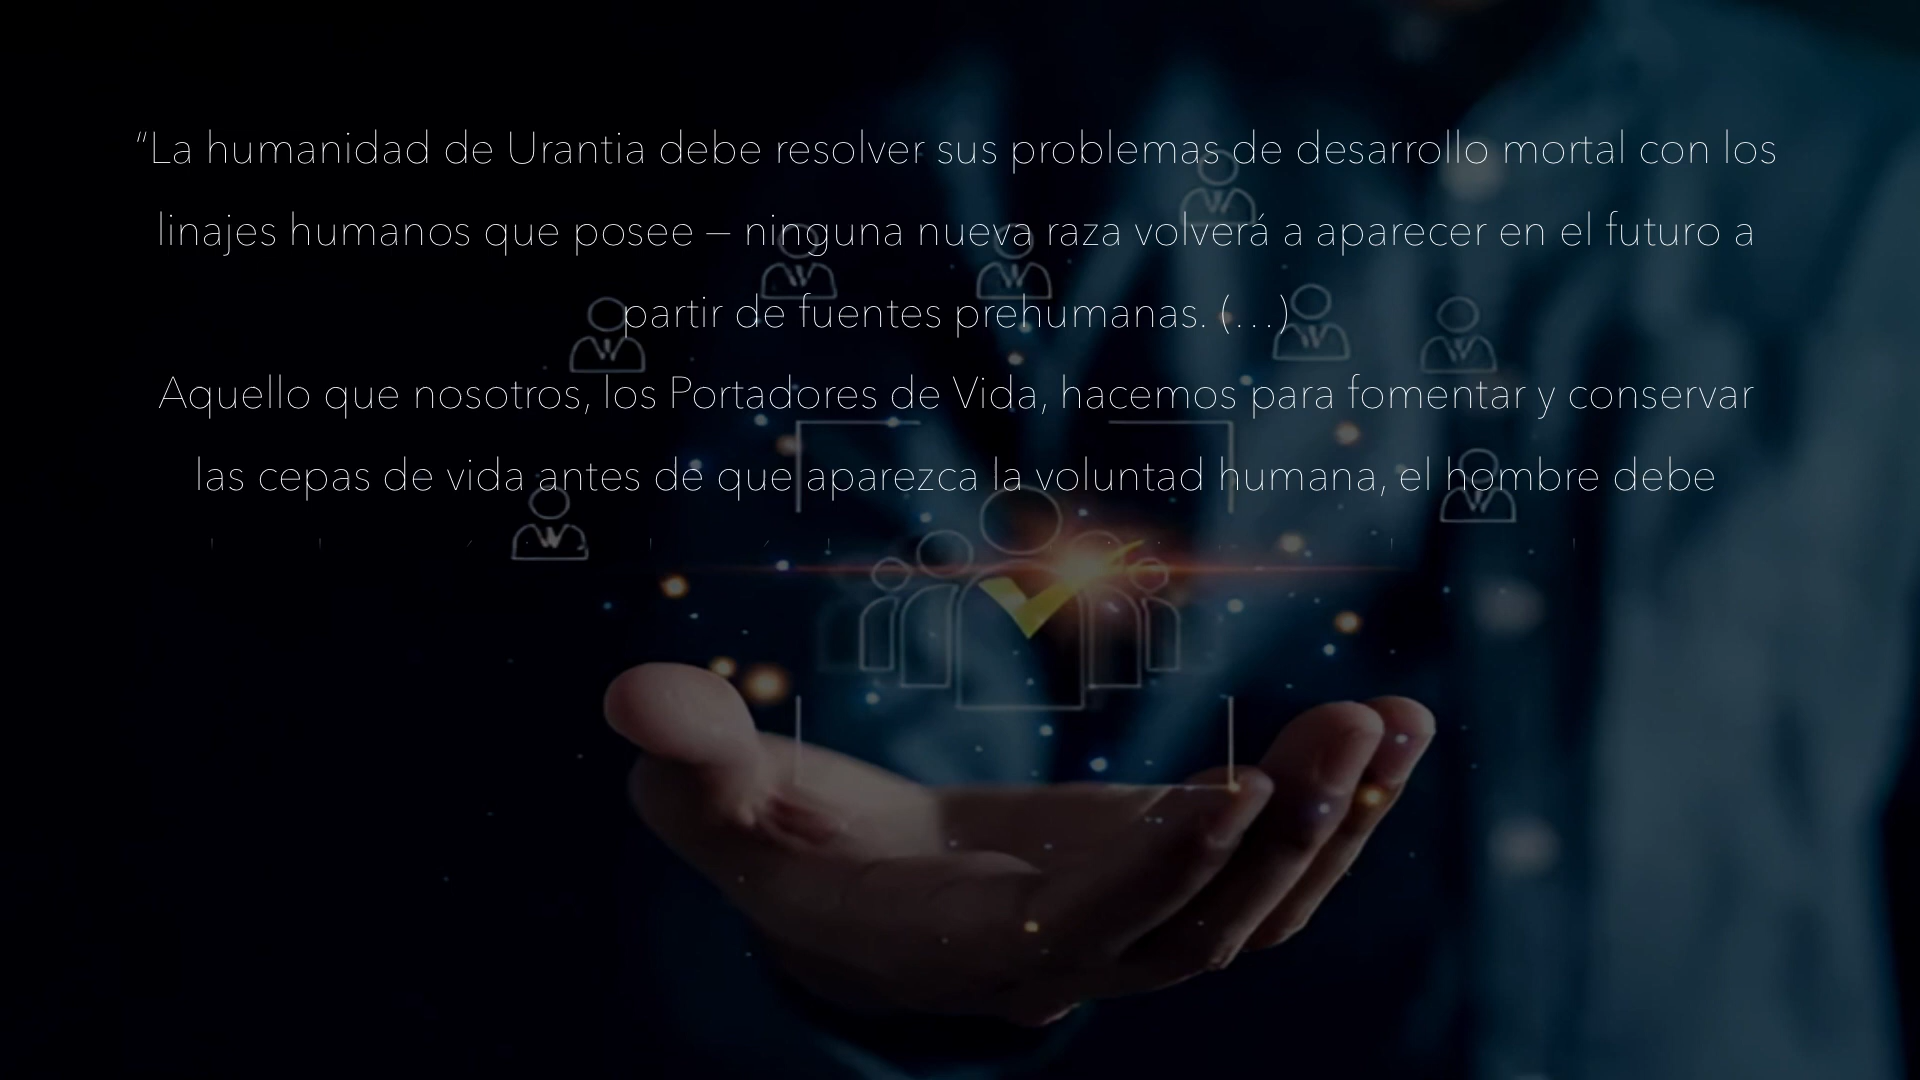 “La humanidad de Urantia debe resolver sus problemas de desarrollo mortal con los
linajes humanos que posee – ninguna nueva raza volverá a aparecer en el futuro a
partir de fuentes prehumanas. (…)
Aquello que nosotros, los Portadores de Vida, hacemos para fomentar y conservar
las cepas de vida antes de que aparezca la voluntad humana, el hombre debe